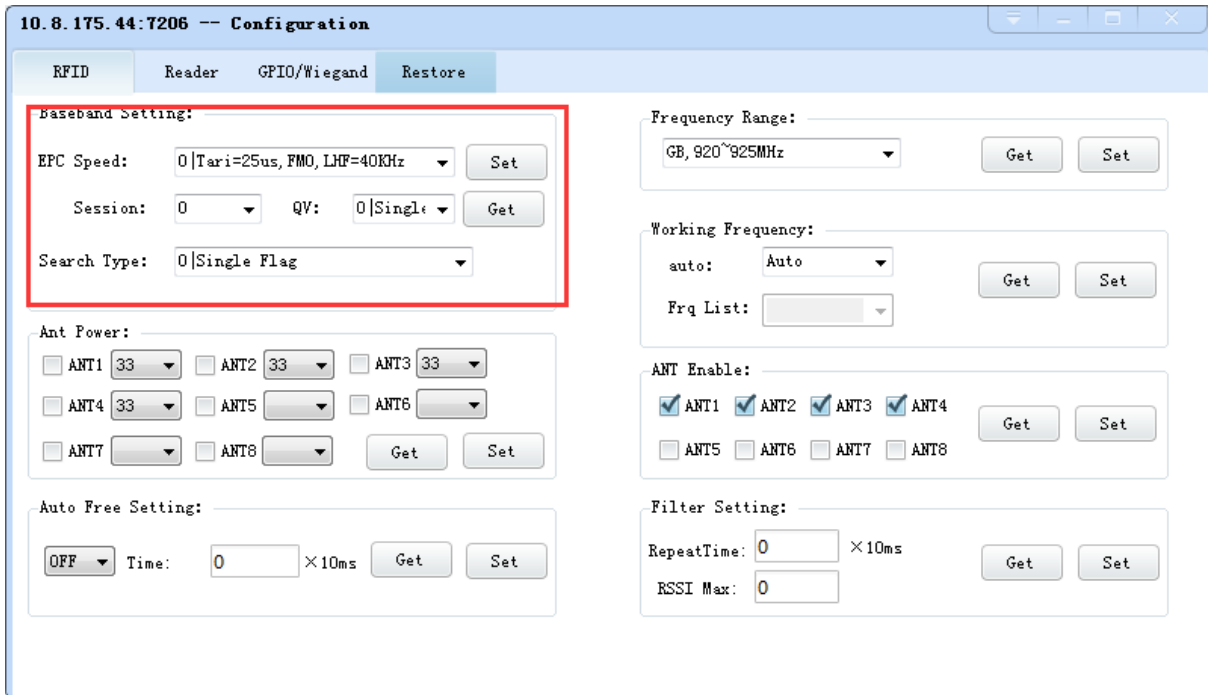 10.8.175.44:7206 -- Configuration
RFID Reader GPIO/Wiegand Restore
Baseband Setting:
EPC Speed: 0|Tari=25us, FM0, LHF=40KHz Set
Session: 0 QV: 0|Single Get
Search Type: 0|Single Flag
Ant Power:
ANT1 33 ANT2 33 ANT3 33
ANT4 33 ANT5 ANT6
ANT7 ANT8 Get Set
Auto Free Setting:
OFF Time: 0 ×10ms Get Set
Frequency Range:
GB, 920~925MHz Get Set
Working Frequency:
auto: Auto Get Set
Frq List:
ANT Enable:
ANT1 ANT2 ANT3 ANT4 Get Set
ANT5 ANT6 ANT7 ANT8
Filter Setting:
RepeatTime: 0 ×10ms Get Set
RSSI Max: 0